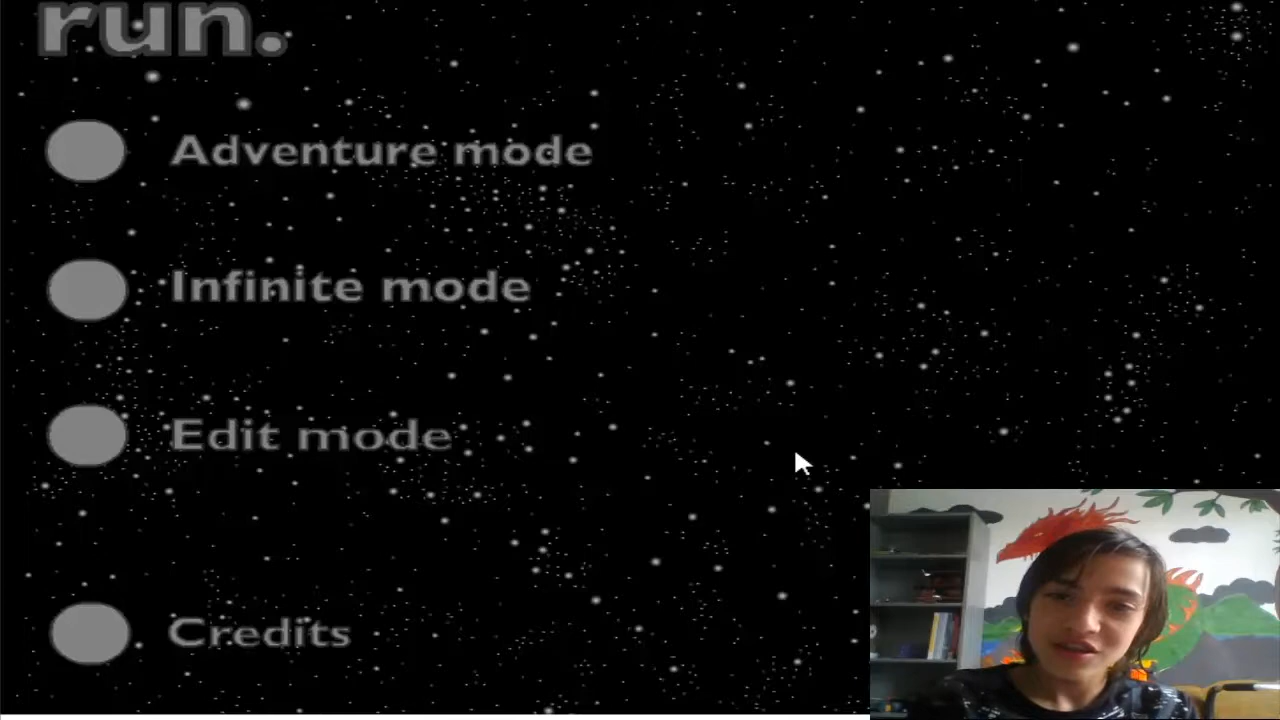 run.
Adventure mode
Infinite mode
Edit mode
Credits